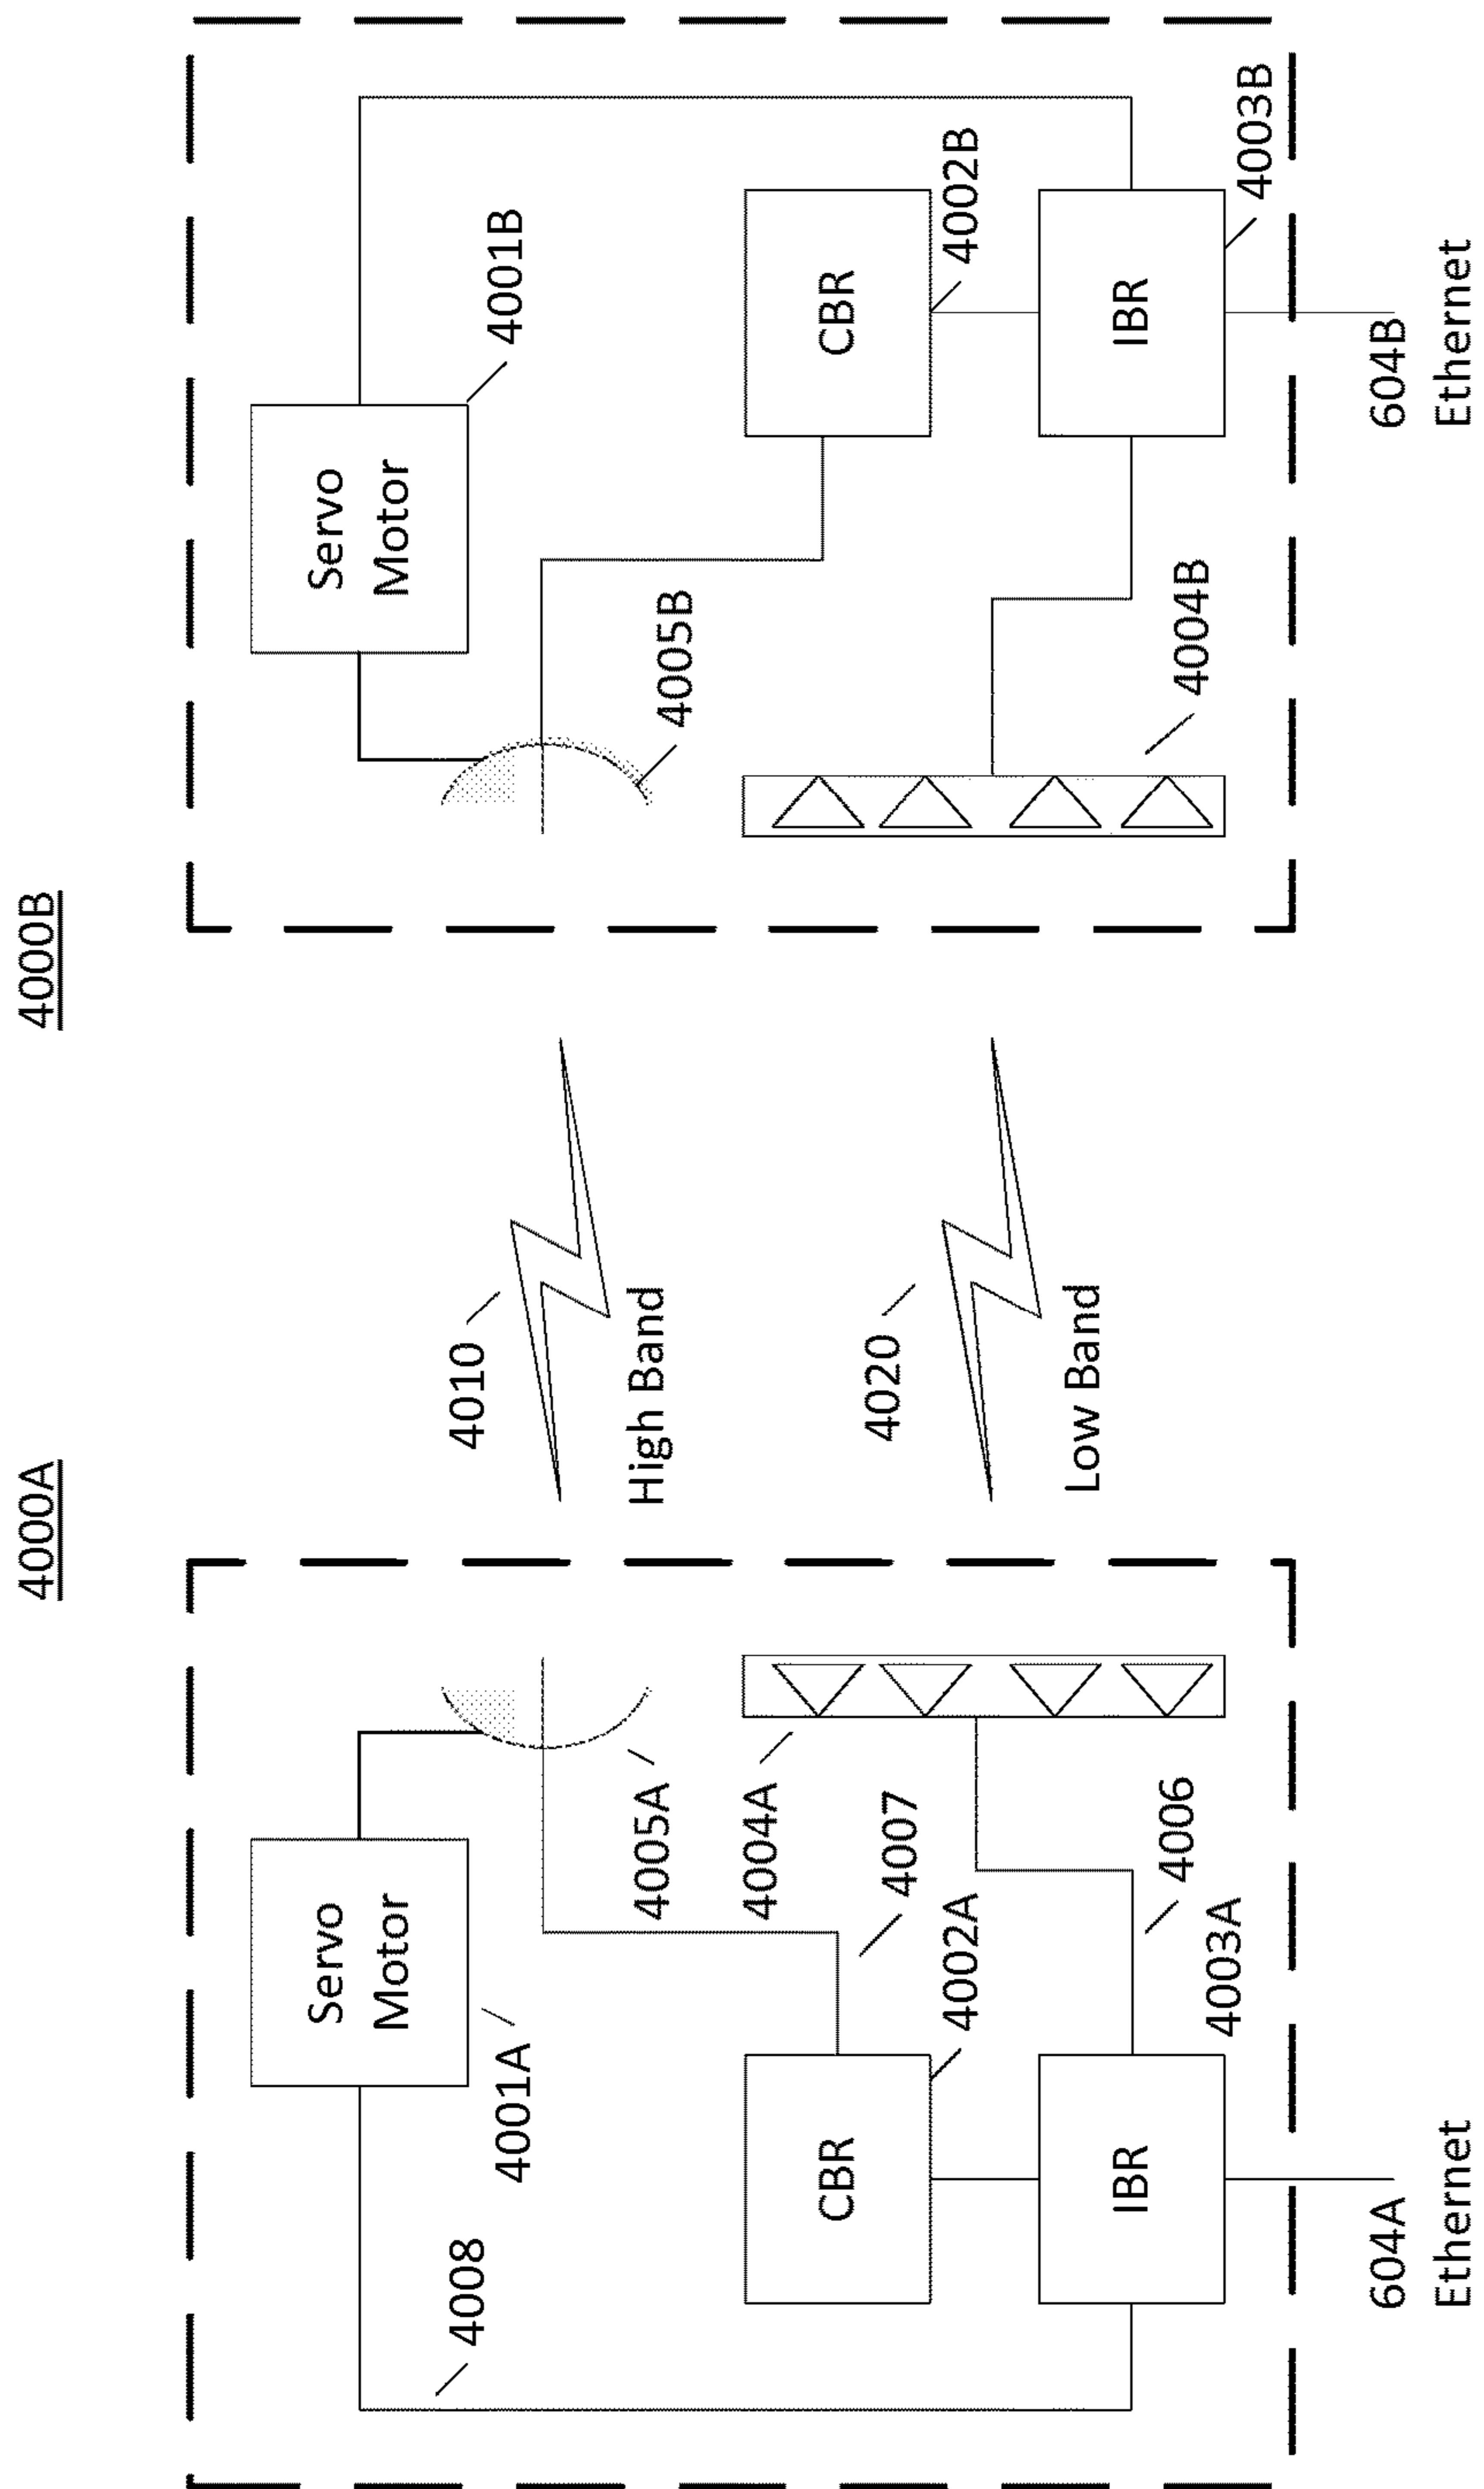 4000A
4000B
Servo
Motor
4001A
4008
4005A
4004A
4007
CBR
4002A
4006
IBR
4003A
604A
Ethernet
4010
High Band
4020
Low Band
Servo
Motor
4001B
4005B
CBR
4002B
4004B
IBR
4003B
604B
Ethernet